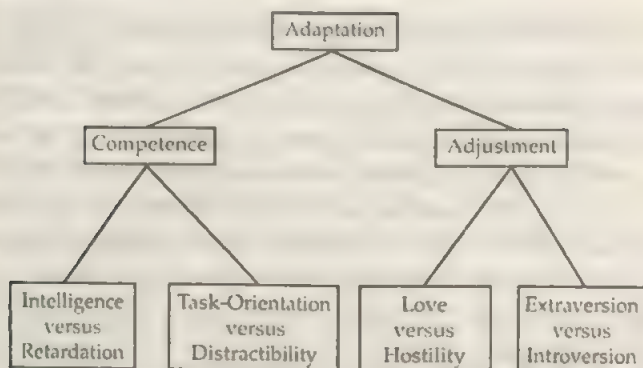 Adaptation
Competence
Adjustment
Intelligence
versus
Retardation
Task-Orientation
versus
Distractibility
Love
versus
Hostility
Extraversion
versus
Introversion